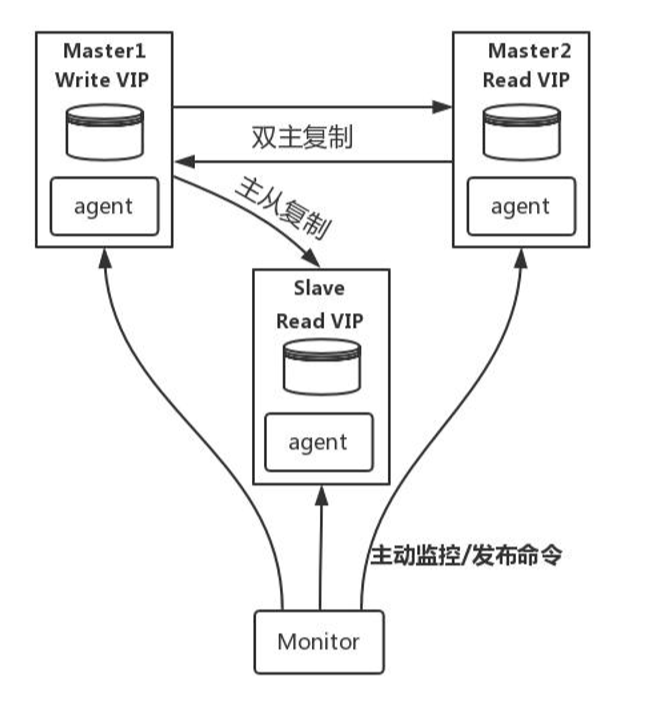 Master1
Write VIP
agent
Master2
Read VIP
agent
双主复制
主从复制
Slave
Read VIP
agent
主动监控/发布命令
Monitor